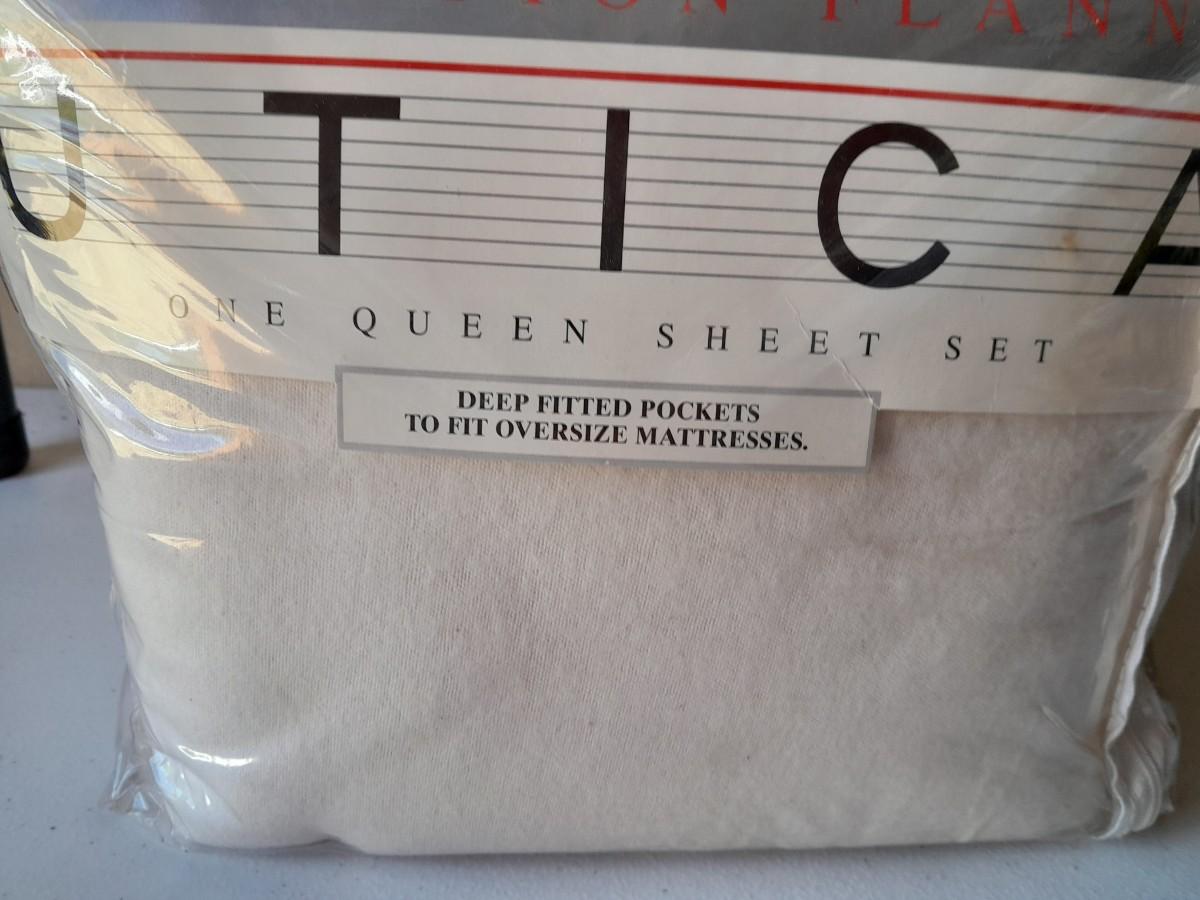 UTICA
ONE QUEEN SHEET SET
DEEP FITTED POCKETS
TO FIT OVERSIZE MATTRESSES.